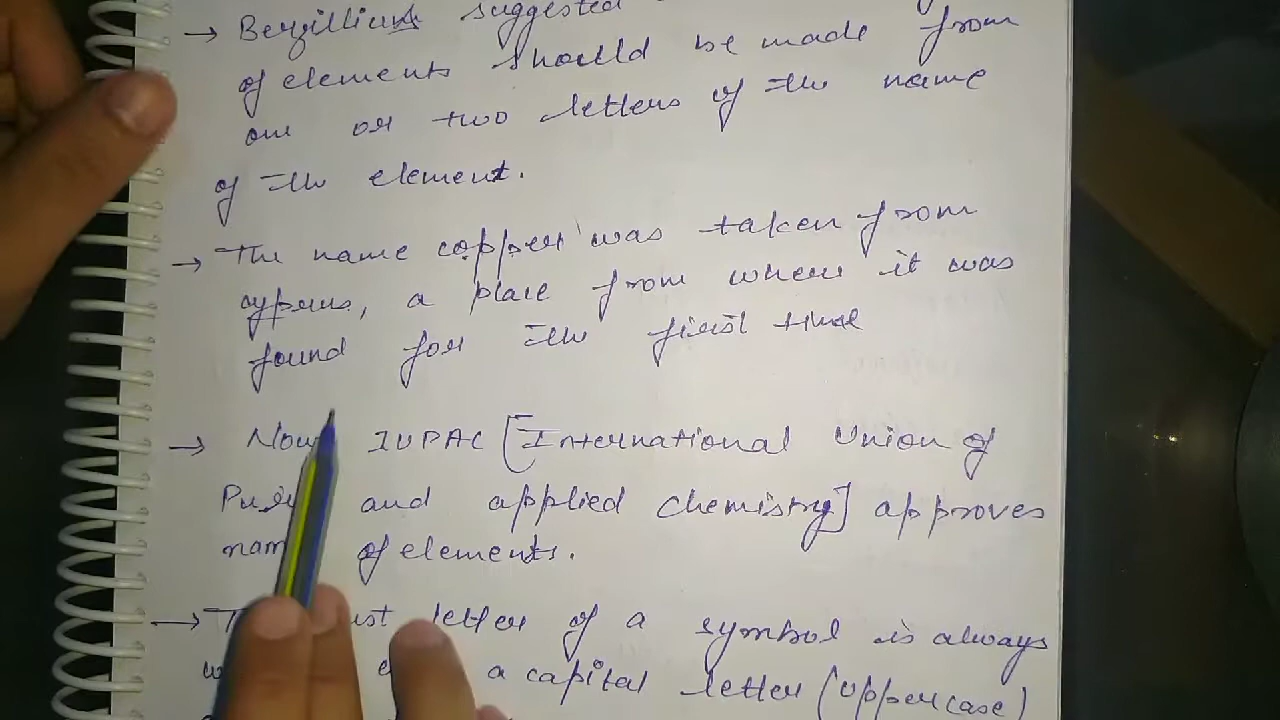 → Berzillius suggested
of elements should be made from
one or two letters of the name
of the element.
→ The name copper was taken from
cyprus, a place from where it was
found for the first time
→ Now IUPAC [International Union of
and applied chemistry] approves
of elements.
→ letter of a symbol is always
a capital letter (uppercase)